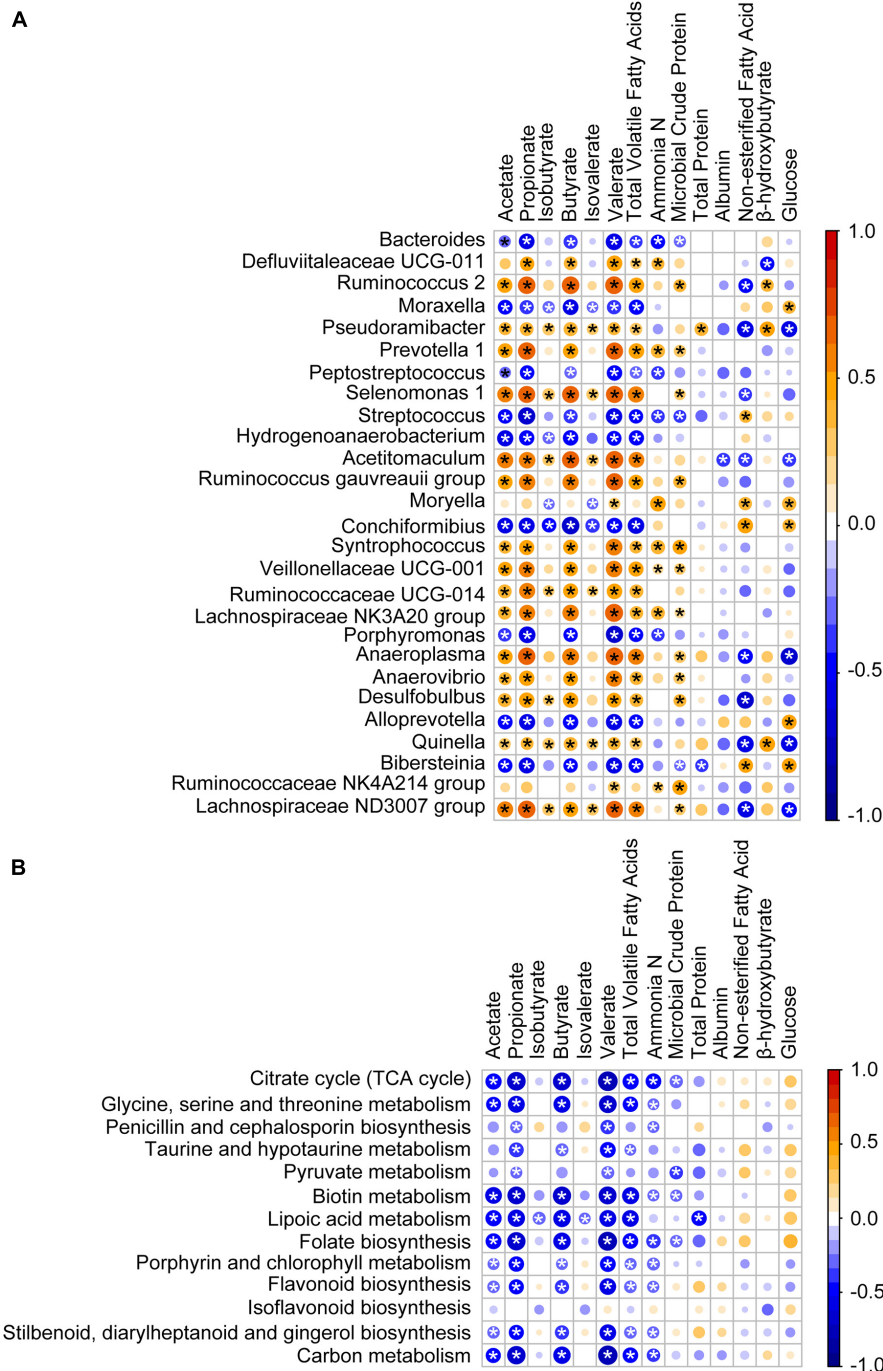 A
Acetate
Propionate
Isobutyrate
Butyrate
Isovalerate
Valerate
Total Volatile Fatty Acids
Ammonia N
Microbial Crude Protein
Total Protein
Albumin
Non-esterified Fatty Acid
β-hydroxybutyrate
Glucose
Bacteroides
Defluviitaleaceae UCG-011
Ruminococcus 2
Moraxella
Pseudoramibacter
Prevotella 1
Peptostreptococcus
Selenomonas 1
Streptococcus
Hydrogenoanaerobacterium
Acetitomaculum
Ruminococcus gauvreauii group
Moryella
Conchiformibius
Syntrophococcus
Veillonellaceae UCG-001
Ruminococcaceae UCG-014
Lachnospiraceae NK3A20 group
Porphyromonas
Anaeroplasma
Anaerovibrio
Desulfobulbus
Alloprevotella
Quinella
Bibersteinia
Ruminococcaceae NK4A214 group
Lachnospiraceae ND3007 group
1.0
0.5
0.0
-0.5
-1.0
B
Acetate
Propionate
Isobutyrate
Butyrate
Isovalerate
Valerate
Total Volatile Fatty Acids
Ammonia N
Microbial Crude Protein
Total Protein
Albumin
Non-esterified Fatty Acid
β-hydroxybutyrate
Glucose
Citrate cycle (TCA cycle)
Glycine, serine and threonine metabolism
Penicillin and cephalosporin biosynthesis
Taurine and hypotaurine metabolism
Pyruvate metabolism
Biotin metabolism
Lipoic acid metabolism
Folate biosynthesis
Porphyrin and chlorophyll metabolism
Flavonoid biosynthesis
Isoflavonoid biosynthesis
Stilbenoid, diarylheptanoid and gingerol biosynthesis
Carbon metabolism
1.0
0.5
0.0
-0.5
-1.0